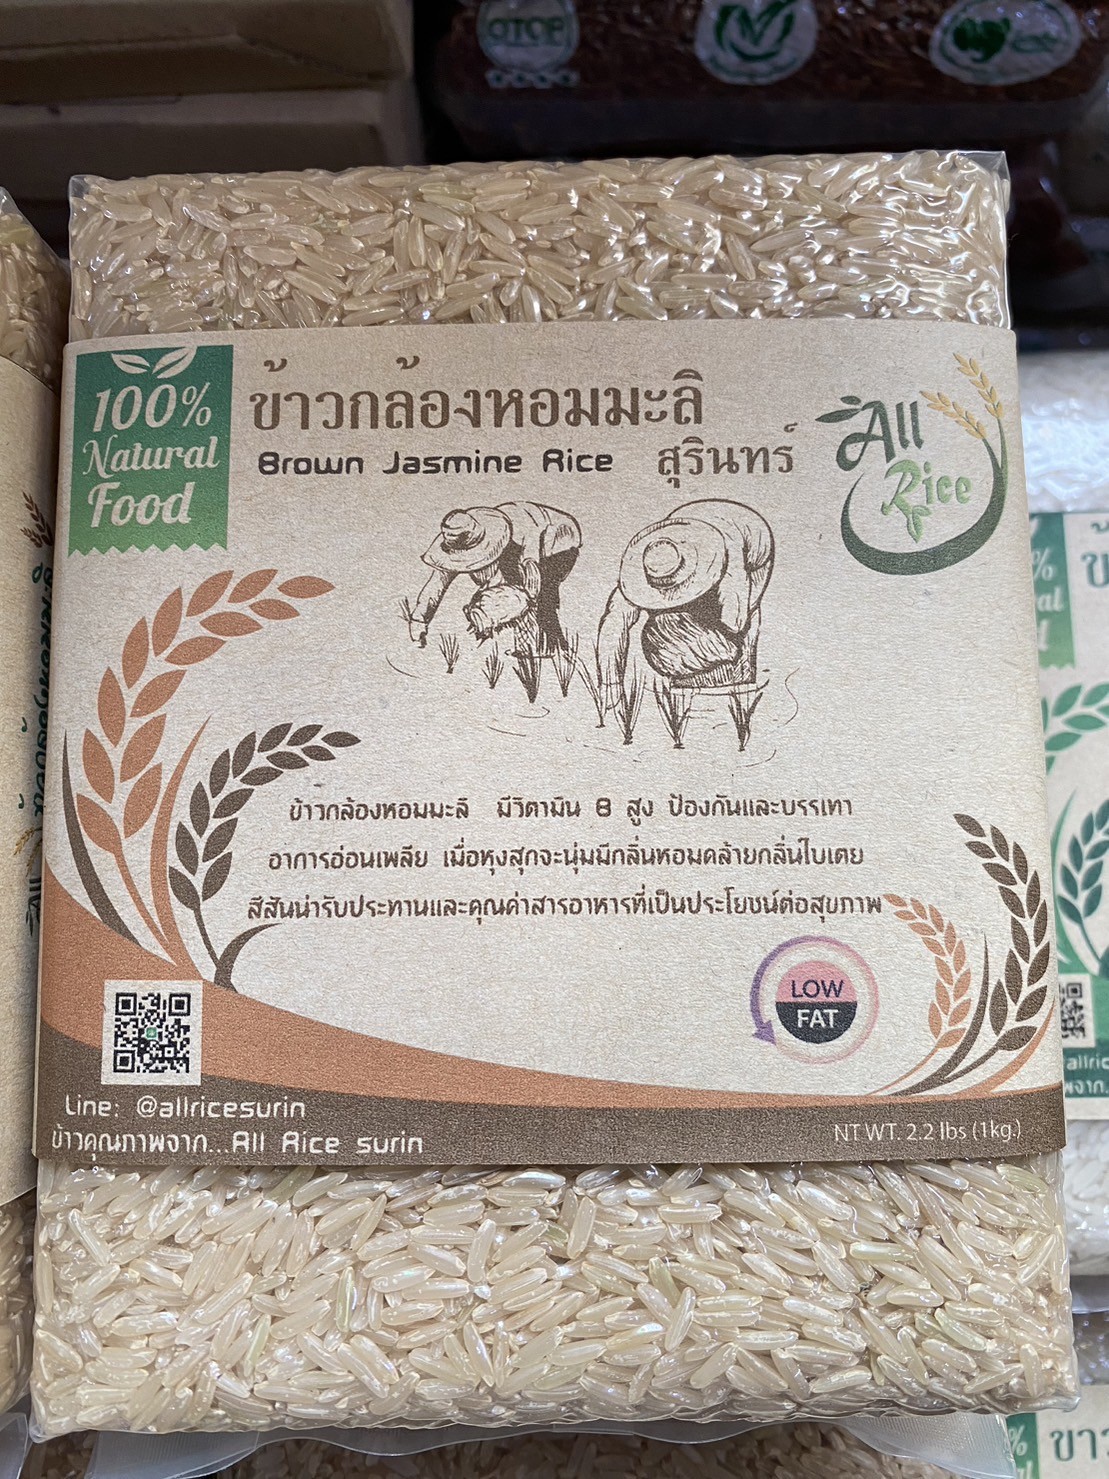 OTOP
100%
Natural
Food
ข้าวกล้องหอมมะลิ
Brown Jasmine Rice สุรินทร์
All
Rice
ข้าวกล้องหอมมะลิ มีวิตามิน B สูง ป้องกันและบรรเทา
อาการอ่อนเพลีย เมื่อหุงสุกจะนุ่มมีกลิ่นหอมคล้ายกลิ่นใบเตย
สีสันน่ารับประทานและคุณค่าสารอาหารที่เป็นประโยชน์ต่อสุขภาพ
LOW
FAT
Line: @allricesurin
ข้าวคุณภาพจาก...All Rice surin
NT WT. 2.2 lbs (1kg.)